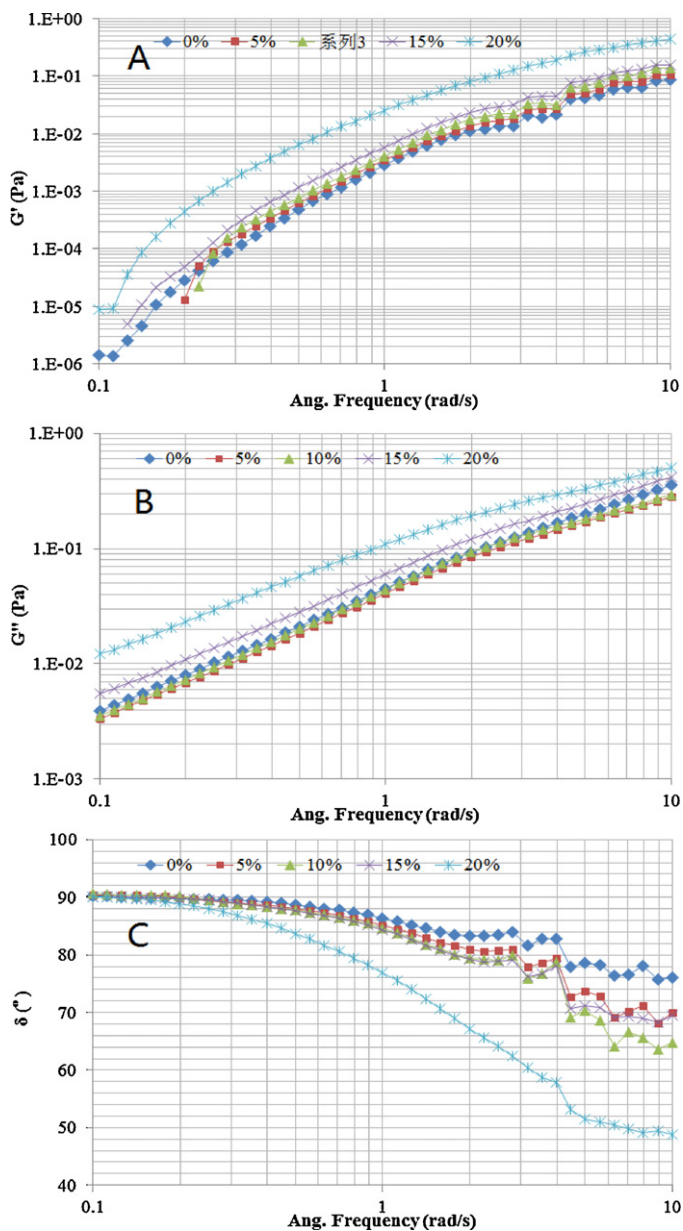 A
0% 5% 系列3 15% 20%
1.E+00
1.E-01
1.E-02
1.E-03
1.E-04
1.E-05
1.E-06
G' (Pa)
0.1 1 10
Ang. Frequency (rad/s)
B
0% 5% 10% 15% 20%
1.E+00
1.E-01
1.E-02
1.E-03
G'' (Pa)
0.1 1 10
Ang. Frequency (rad/s)
C
0% 5% 10% 15% 20%
100
90
80
70
60
50
40
δ (°)
0.1 1 10
Ang. Frequency (rad/s)